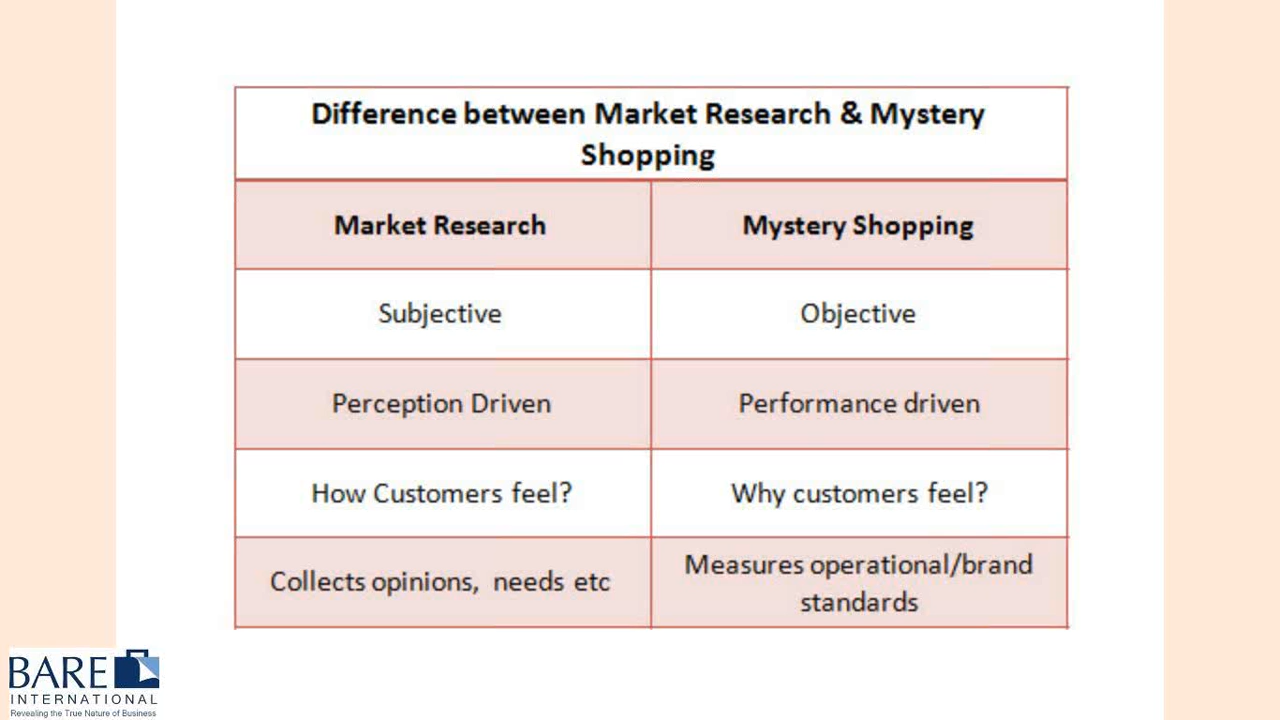 Difference between Market Research & Mystery
Shopping
Market Research
Mystery Shopping
Subjective
Objective
Perception Driven
Performance driven
How Customers feel?
Why customers feel?
Collects opinions, needs etc
Measures operational/brand
standards
BARE
INTERNATIONAL
Revealing the True Nature of Business